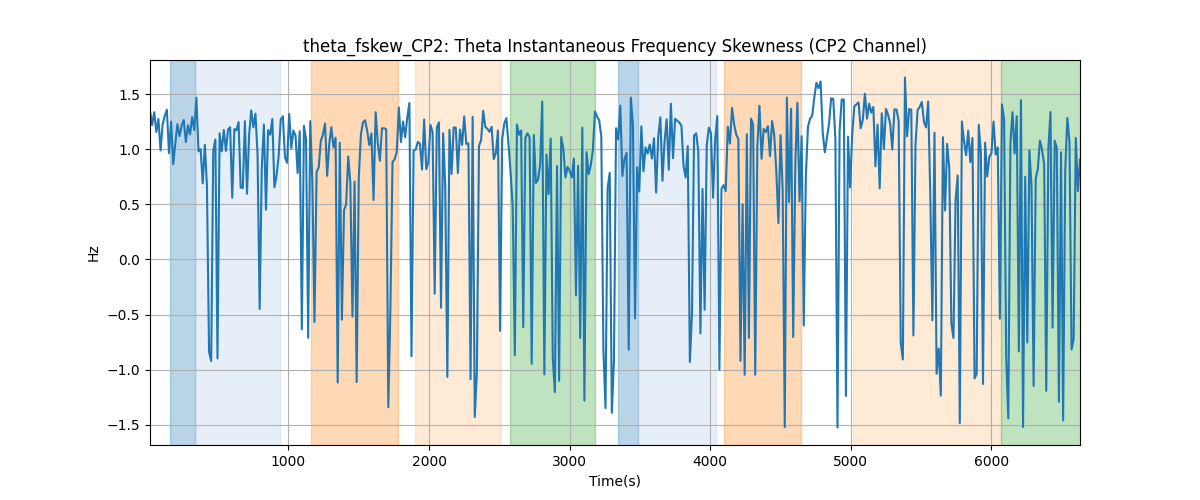 theta_fskew_CP2: Theta Instantaneous Frequency Skewness (CP2 Channel)
1.5
1.0
0.5
0.0
−0.5
−1.0
−1.5
Hz
1000 2000 3000 4000 5000 6000
Time(s)